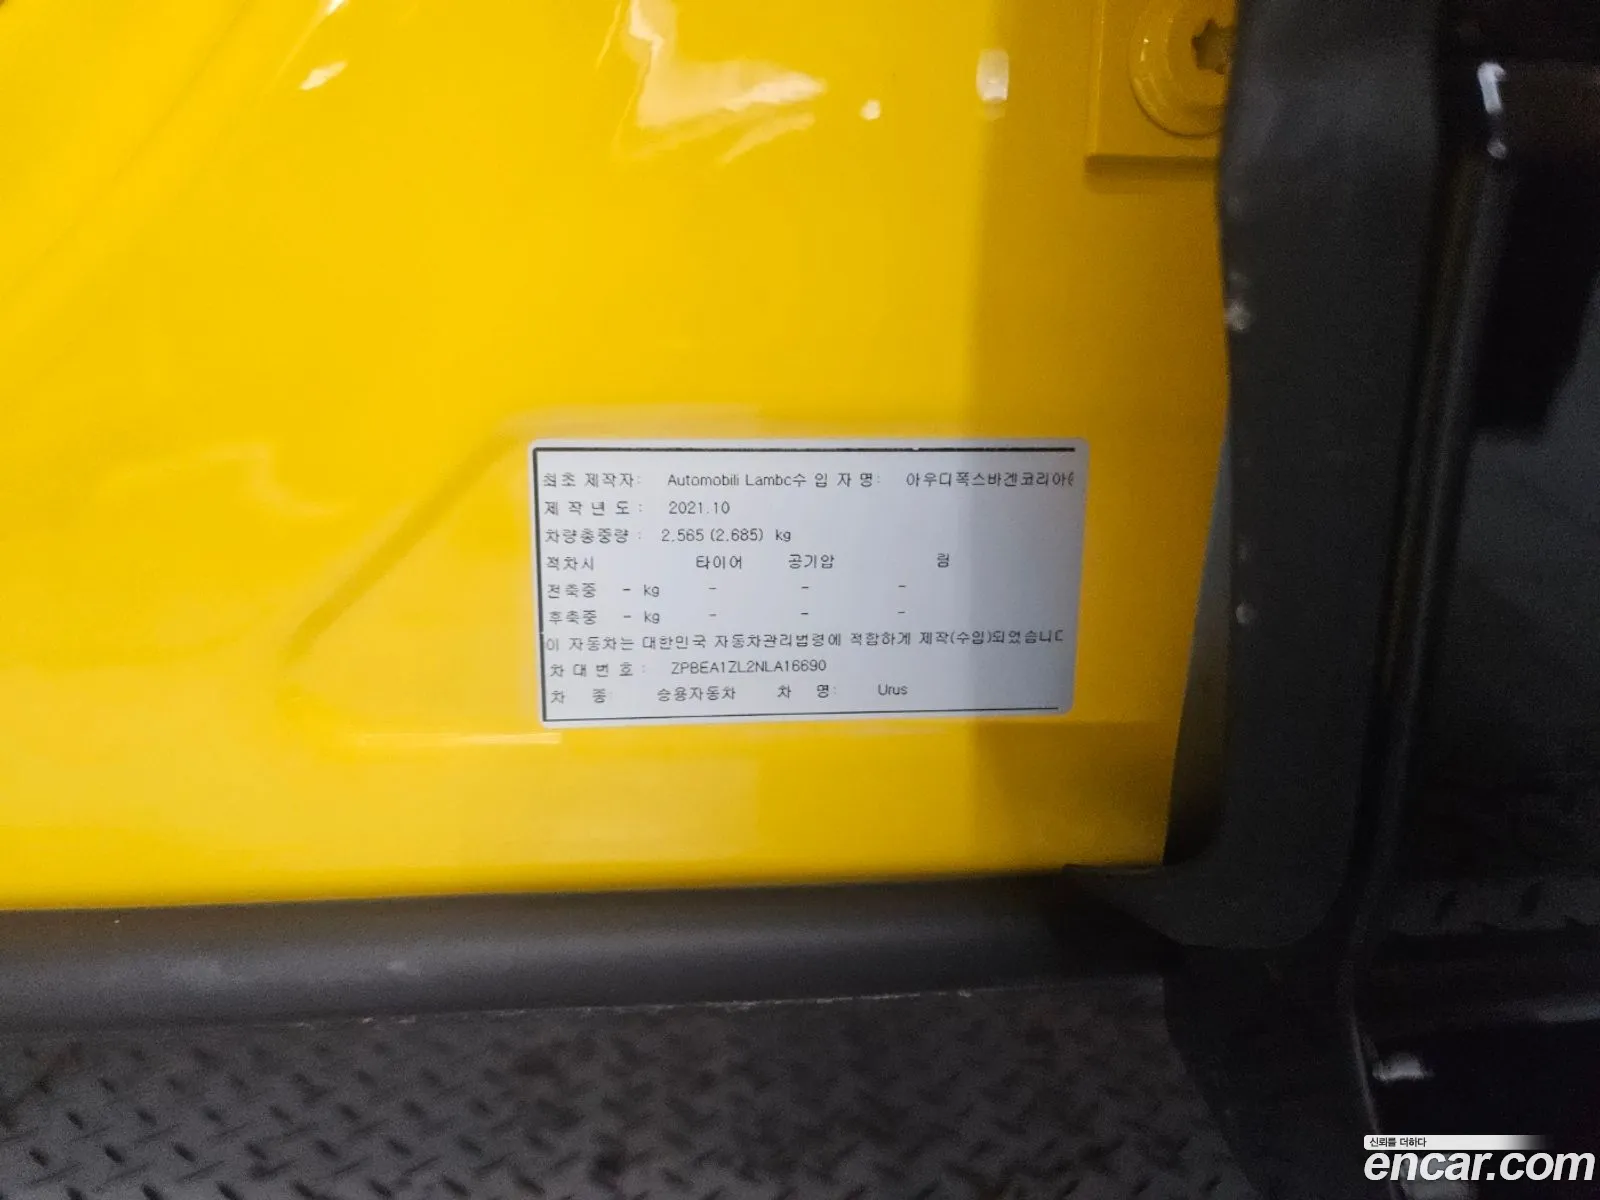 최초 제작자: Automobili Lambc수 입 자 명: 아우디폭스바겐코리아
제 작 년 도 : 2021.10
차량총중량 : 2,565 (2,685) kg
적차시 타이어 공기압 림
전축중 - kg - - -
후축중 - kg - - -
이 자동차는 대한민국 자동차관리법령에 적합하게 제작(수입)되었습니다
차 대 번 호 : ZPBEA1ZL2NLA16690
차 종: 승용자동차 차 명: Urus
신뢰를 더하다
encar.com